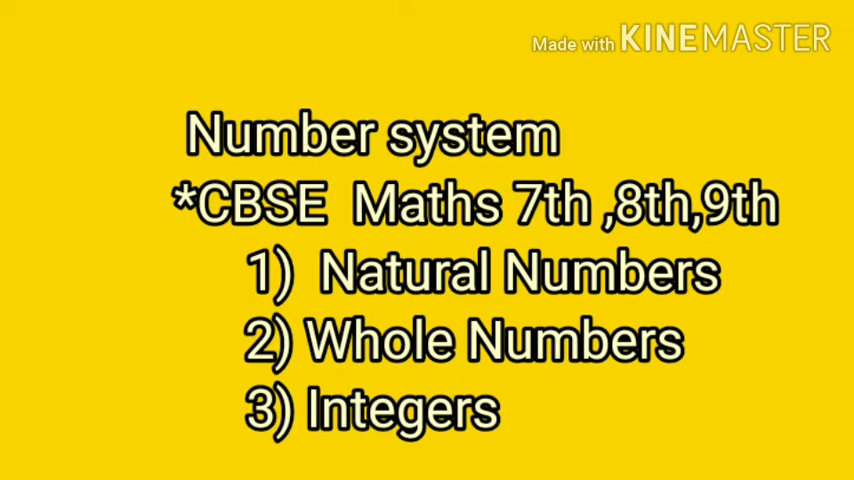 Made with KINEMASTER
Number system
*CBSE Maths 7th ,8th,9th
1) Natural Numbers
2) Whole Numbers
3) Integers